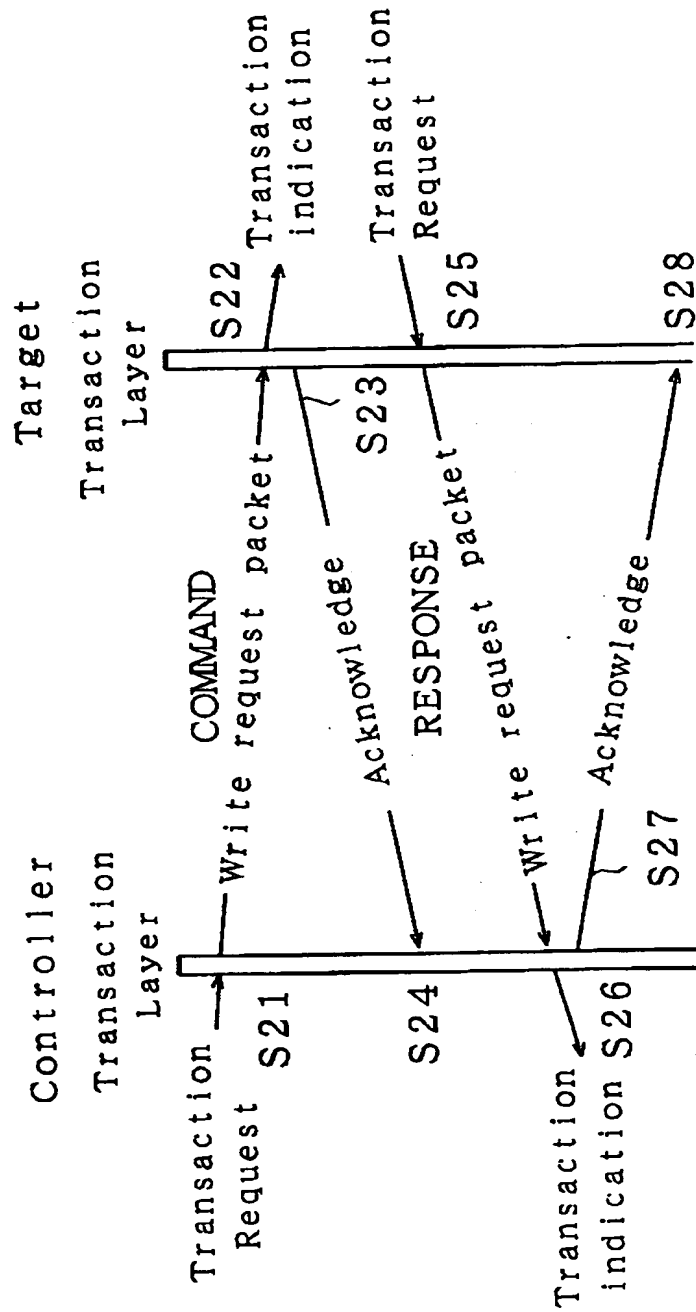 Controller
Transaction
Layer
Target
Transaction
Layer
Transaction
Request
S21
COMMAND
Write request packet
S22
Transaction
indication
S23
Acknowledge
S24
Transaction
Request
S25
RESPONSE
Write request packet
Transaction
indication
S26
S27
Acknowledge
S28